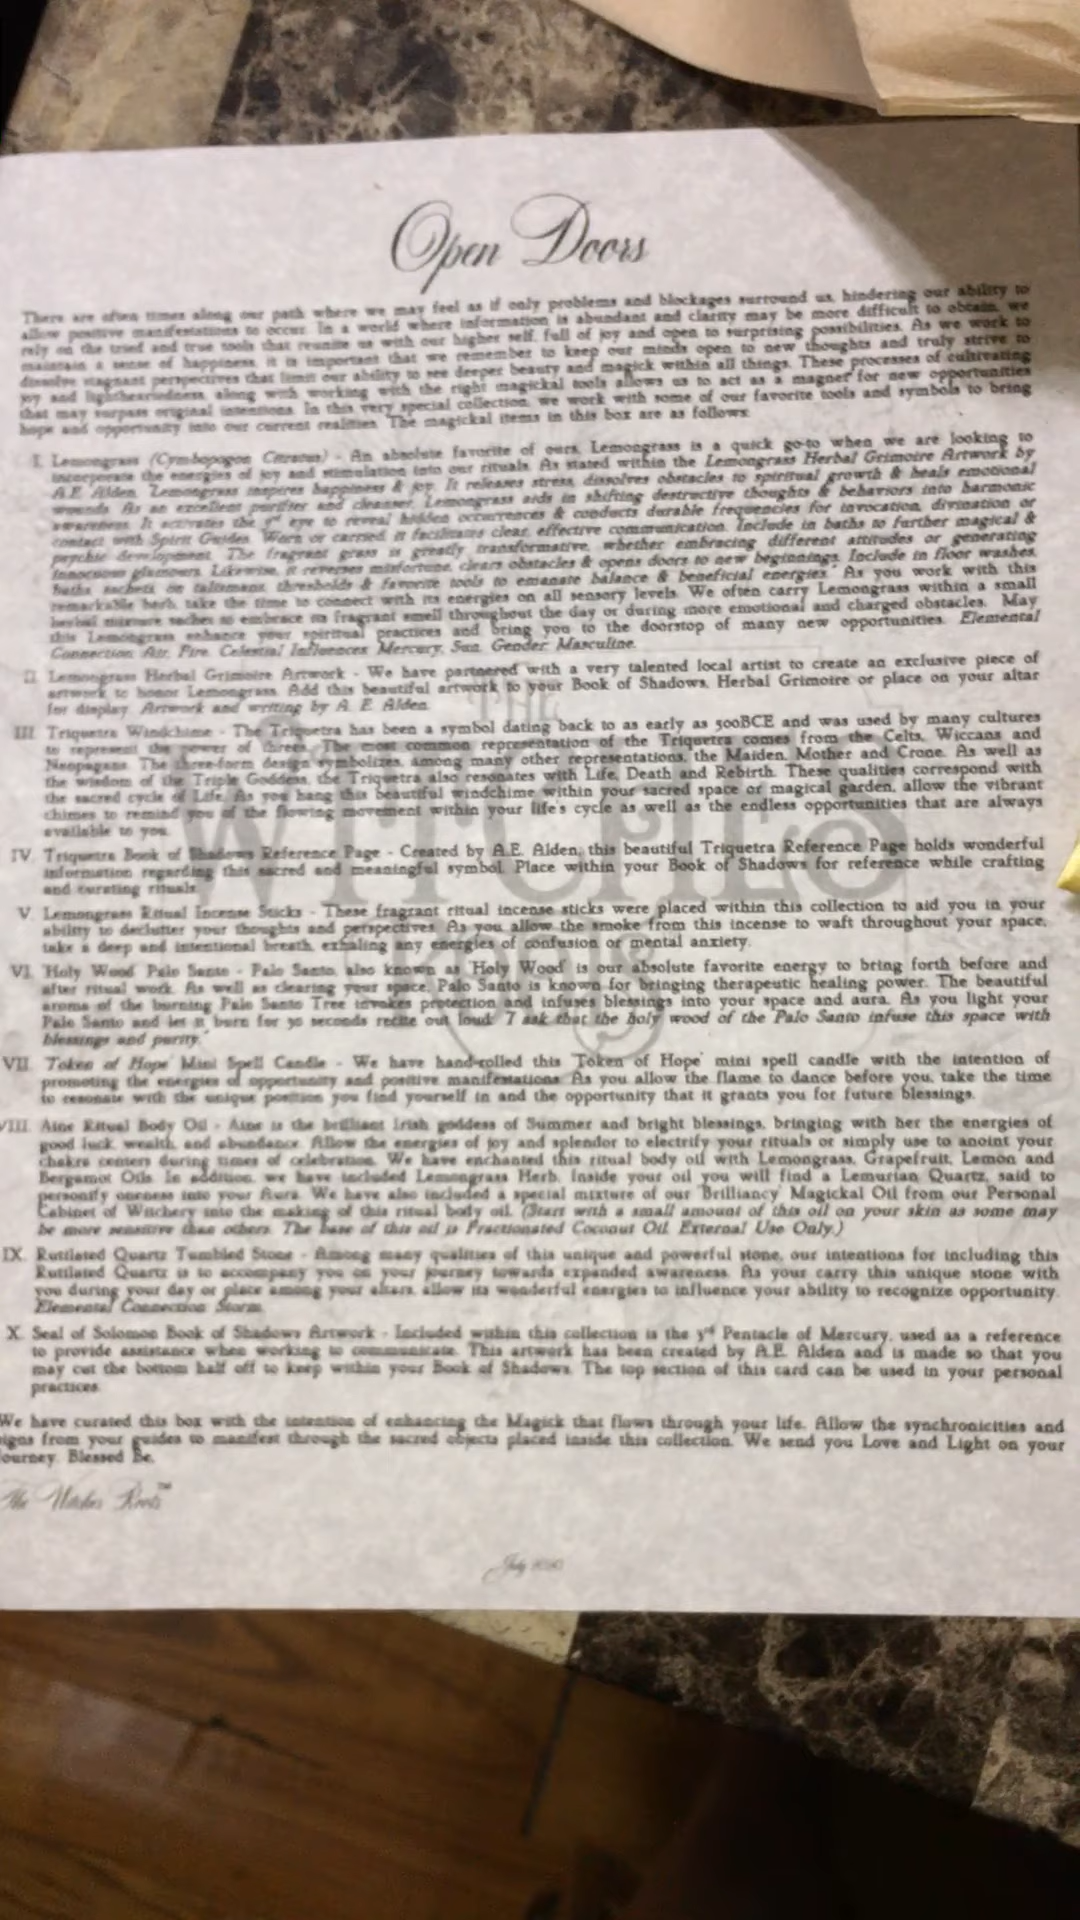 Open Doors
There are often times along our path where we may feel as if only problems and blockages surround us, hindering our ability to
allow positive manifestations to occur. In a world where information is abundant and clarity may be more difficult to obtain, we
rely on the tried and true tools that reunite us with our higher self, full of joy and open to surprising possibilities. As we work to
maintain a sense of happiness, it is important that we remember to keep our minds open to new thoughts and truly strive to
dissolve stagnant perspectives that limit our ability to see deeper beauty and magick within all things. These processes of cultivating
joy and lightheartedness, along with working with the right magickal tools allows us to act as a magnet for new opportunities
that may surpass original intentions. In this very special collection, we work with some of our favorite tools and symbols to bring
hope and opportunity into our current realities. The magickal items in this box are as follows:
I. Lemongrass (Cymbopogon Citratus) - An absolute favorite of ours, Lemongrass is a quick go-to when we are looking to
incorporate the energies of joy and stimulation into our rituals. As stated within the Lemongrass Herbal Grimoire Artwork by
A.E. Alden, "Lemongrass inspires happiness & joy. It releases stress, dissolves obstacles to spiritual growth & heals emotional
wounds. As an excellent purifier and cleanser, Lemongrass aids in shifting destructive thoughts & behaviors into harmonic
awareness. It activates the 3rd eye to reveal hidden occurrences & conducts durable frequencies for invocation, divination or
contact with Spirit Guides. Worn or carried, it facilitates clear, effective communication. Include in baths to further magical &
psychic development. The fragrant grass is greatly transformative, whether embracing different attitudes or generating
innocuous glamours. Likewise, it reverses misfortune, clears obstacles & opens doors to new beginnings. Include in floor washes,
baths, sachets, on talismans, thresholds & favorite tools to emanate balance & beneficial energies." As you work with this
remarkable herb, take the time to connect with its energies on all sensory levels. We often carry Lemongrass within a small
herbal mixture sachet to embrace its fragrant smell throughout the day or during more emotional and charged obstacles. May
this Lemongrass enhance your spiritual practices and bring you to the doorstop of many new opportunities. Elemental
Connection: Air, Fire. Celestial Influences: Mercury, Sun. Gender: Masculine.
II. Lemongrass Herbal Grimoire Artwork - We have partnered with a very talented local artist to create an exclusive piece of
artwork to honor Lemongrass. Add this beautiful artwork to your Book of Shadows, Herbal Grimoire or place on your altar
for display. Artwork and writing by A. E. Alden.
III. Triquetra Windchime - The Triquetra has been a symbol dating back to as early as 500BCE and was used by many cultures
to represent the power of threes. The most common representation of the Triquetra comes from the Celts, Wiccans and
Neopagans. The three-form design symbolizes, among many other representations, the Maiden, Mother and Crone. As well as
the wisdom of the Triple Goddess, the Triquetra also resonates with Life, Death and Rebirth. These qualities correspond with
the sacred cycle of Life. As you hang this beautiful windchime within your sacred space or magical garden, allow the vibrant
chimes to remind you of the flowing movement within your life's cycle as well as the endless opportunities that are always
available to you.
IV. Triquetra Book of Shadows Reference Page - Created by A.E. Alden, this beautiful Triquetra Reference Page holds wonderful
information regarding this sacred and meaningful symbol. Place within your Book of Shadows for reference while crafting
and curating rituals.
V. Lemongrass Ritual Incense Sticks - These fragrant ritual incense sticks were placed within this collection to aid you in your
ability to declutter your thoughts and perspectives. As you allow the smoke from this incense to waft throughout your space,
take a deep and intentional breath, exhaling any energies of confusion or mental anxiety.
VI. 'Holy Wood' Palo Santo - Palo Santo, also known as 'Holy Wood' is our absolute favorite energy to bring forth before and
after ritual work. As well as clearing your space, Palo Santo is known for bringing therapeutic healing power. The beautiful
aroma of the burning Palo Santo Tree invokes protection and infuses blessings into your space and aura. As you light your
Palo Santo and let it burn for 30 seconds recite out loud: "I ask that the holy wood of the Palo Santo infuse this space with
blessings and purity."
VII. 'Token of Hope' Mini Spell Candle - We have hand-rolled this 'Token of Hope' mini spell candle with the intention of
promoting the energies of opportunity and positive manifestations. As you allow the flame to dance before you, take the time
to resonate with the unique position you find yourself in and the opportunity that it grants you for future blessings.
VIII. Aine Ritual Body Oil - Aine is the brilliant Irish goddess of Summer and bright blessings, bringing with her the energies of
good luck, wealth, and abundance. Allow the energies of joy and splendor to electrify your rituals or simply use to anoint your
chakra centers during times of celebration. We have enchanted this ritual body oil with Lemongrass, Grapefruit, Lemon and
Bergamot Oils. In addition, we have included Lemongrass Herb. Inside your oil you will find a Lemurian Quartz, said to
personify oneness into your Aura. We have also included a special mixture of our 'Brilliancy' Magickal Oil from our Personal
Cabinet of Witchery into the making of this ritual body oil. (Start with a small amount of this oil on your skin as some may
be more sensitive than others. The base of this oil is Fractionated Coconut Oil. External Use Only.)
IX. Rutilated Quartz Tumbled Stone - Among many qualities of this unique and powerful stone, our intentions for including this
Rutilated Quartz is to accompany you on your journey towards expanded awareness. As your carry this unique stone with
you during your day or place among your altars, allow its wonderful energies to influence your ability to recognize opportunity.
Elemental Connection: Storm.
X. Seal of Solomon Book of Shadows Artwork - Included within this collection is the 3rd Pentacle of Mercury, used as a reference
to provide assistance when working to communicate. This artwork has been created by A.E. Alden and is made so that you
may cut the bottom half off to keep within your Book of Shadows. The top section of this card can be used in your personal
practices.
We have curated this box with the intention of enhancing the Magick that flows through your life. Allow the synchronicities and
igns from your guides to manifest through the sacred objects placed inside this collection. We send you Love and Light on your
ourney. Blessed Be,
The Witches Roots™
July 2020
THE
WITCHES
ROOTS